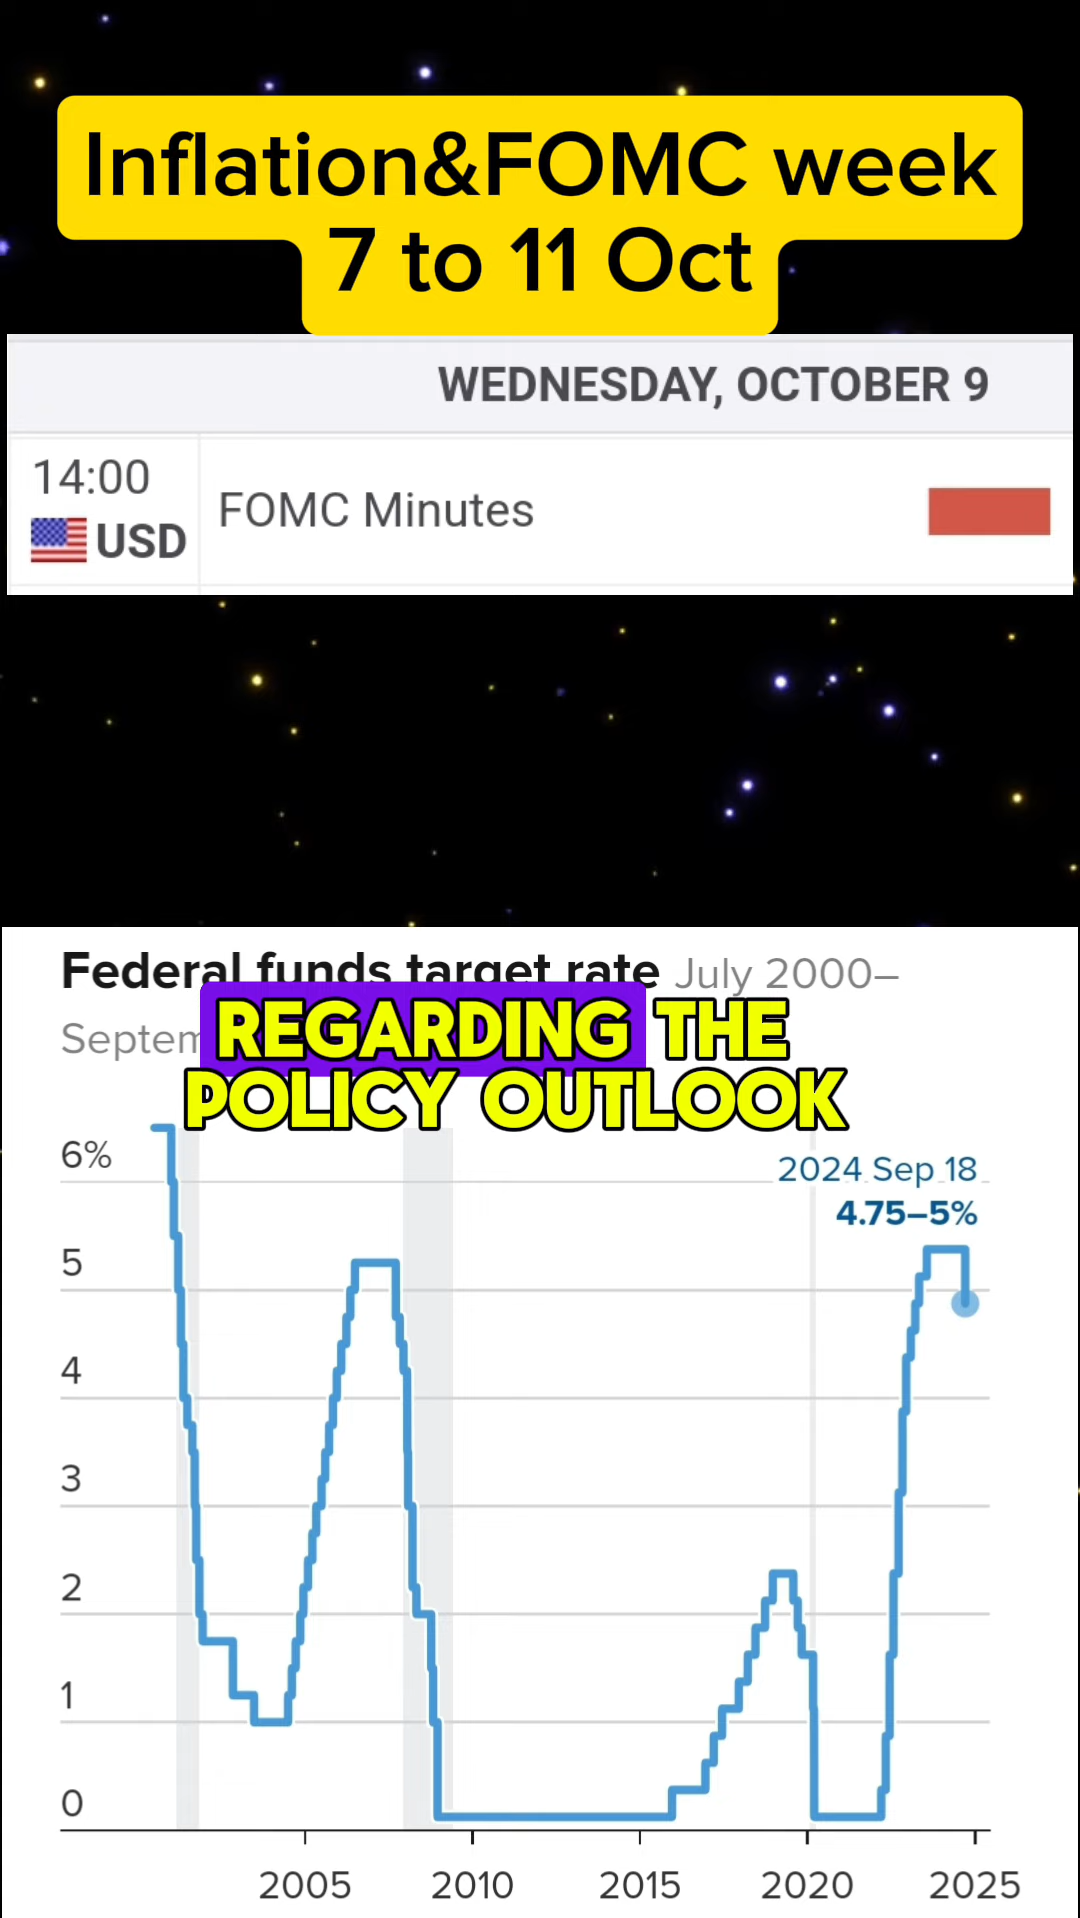 Inflation&FOMC week
7 to 11 Oct
WEDNESDAY, OCTOBER 9
14:00
USD
FOMC Minutes
Federal funds target rate July 2000–
Septem
REGARDING THE
POLICY OUTLOOK
6%
2024 Sep 18
4.75–5%
5
4
3
2
1
0
2005 2010 2015 2020 2025